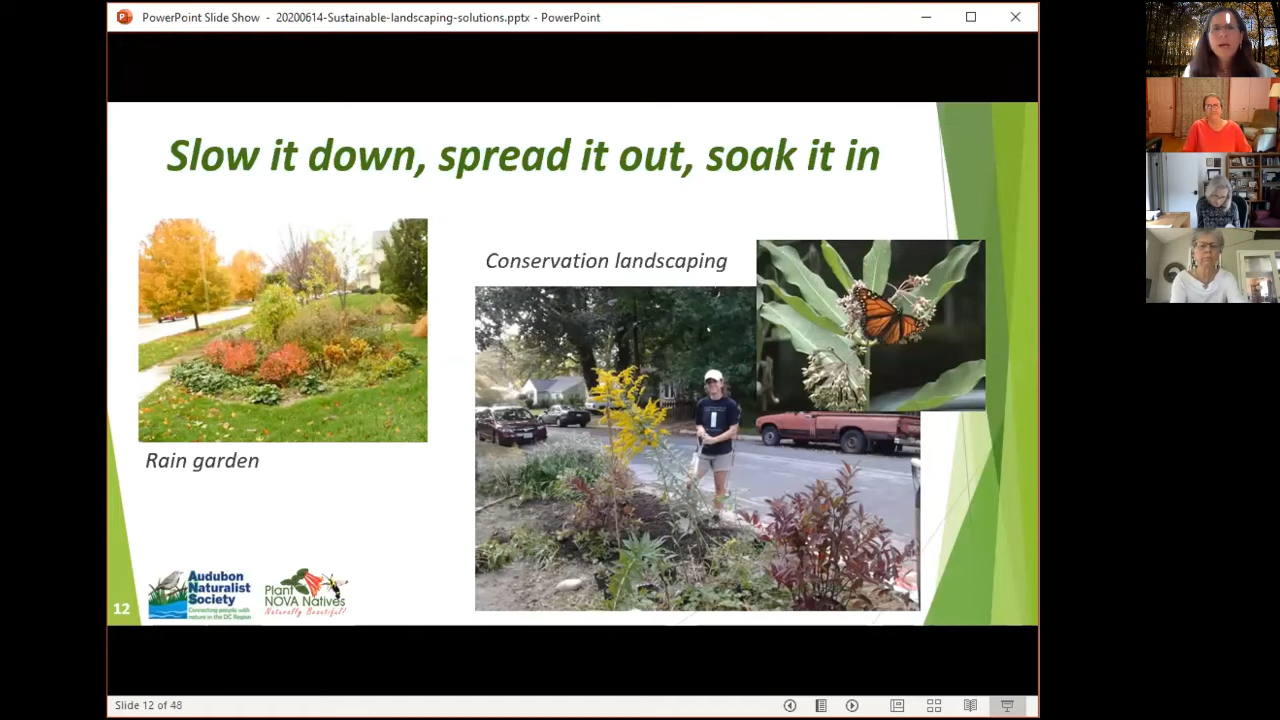 PowerPoint Slide Show - 20200614-Sustainable-landscaping-solutions.pptx - PowerPoint
Slow it down, spread it out, soak it in
Conservation landscaping
Rain garden
Audubon
Naturalist
Society
Connecting people with
nature in the DC Region
Plant
NOVA Natives
Naturally Beautiful!
12
Slide 12 of 48